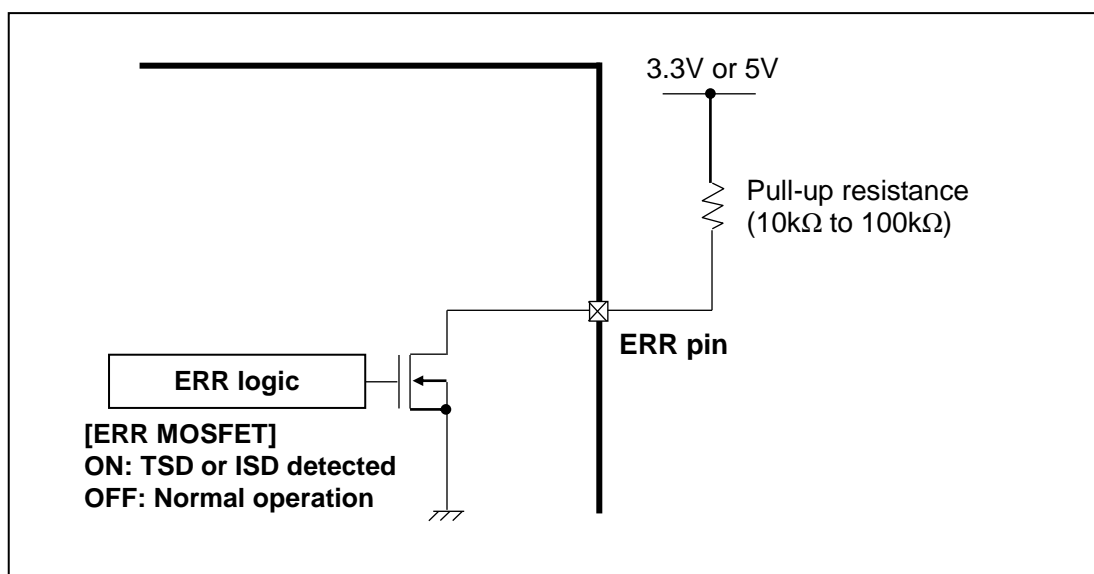 3.3V or 5V
Pull-up resistance
(10kΩ to 100kΩ)
ERR pin
ERR logic
[ERR MOSFET]
ON: TSD or ISD detected
OFF: Normal operation